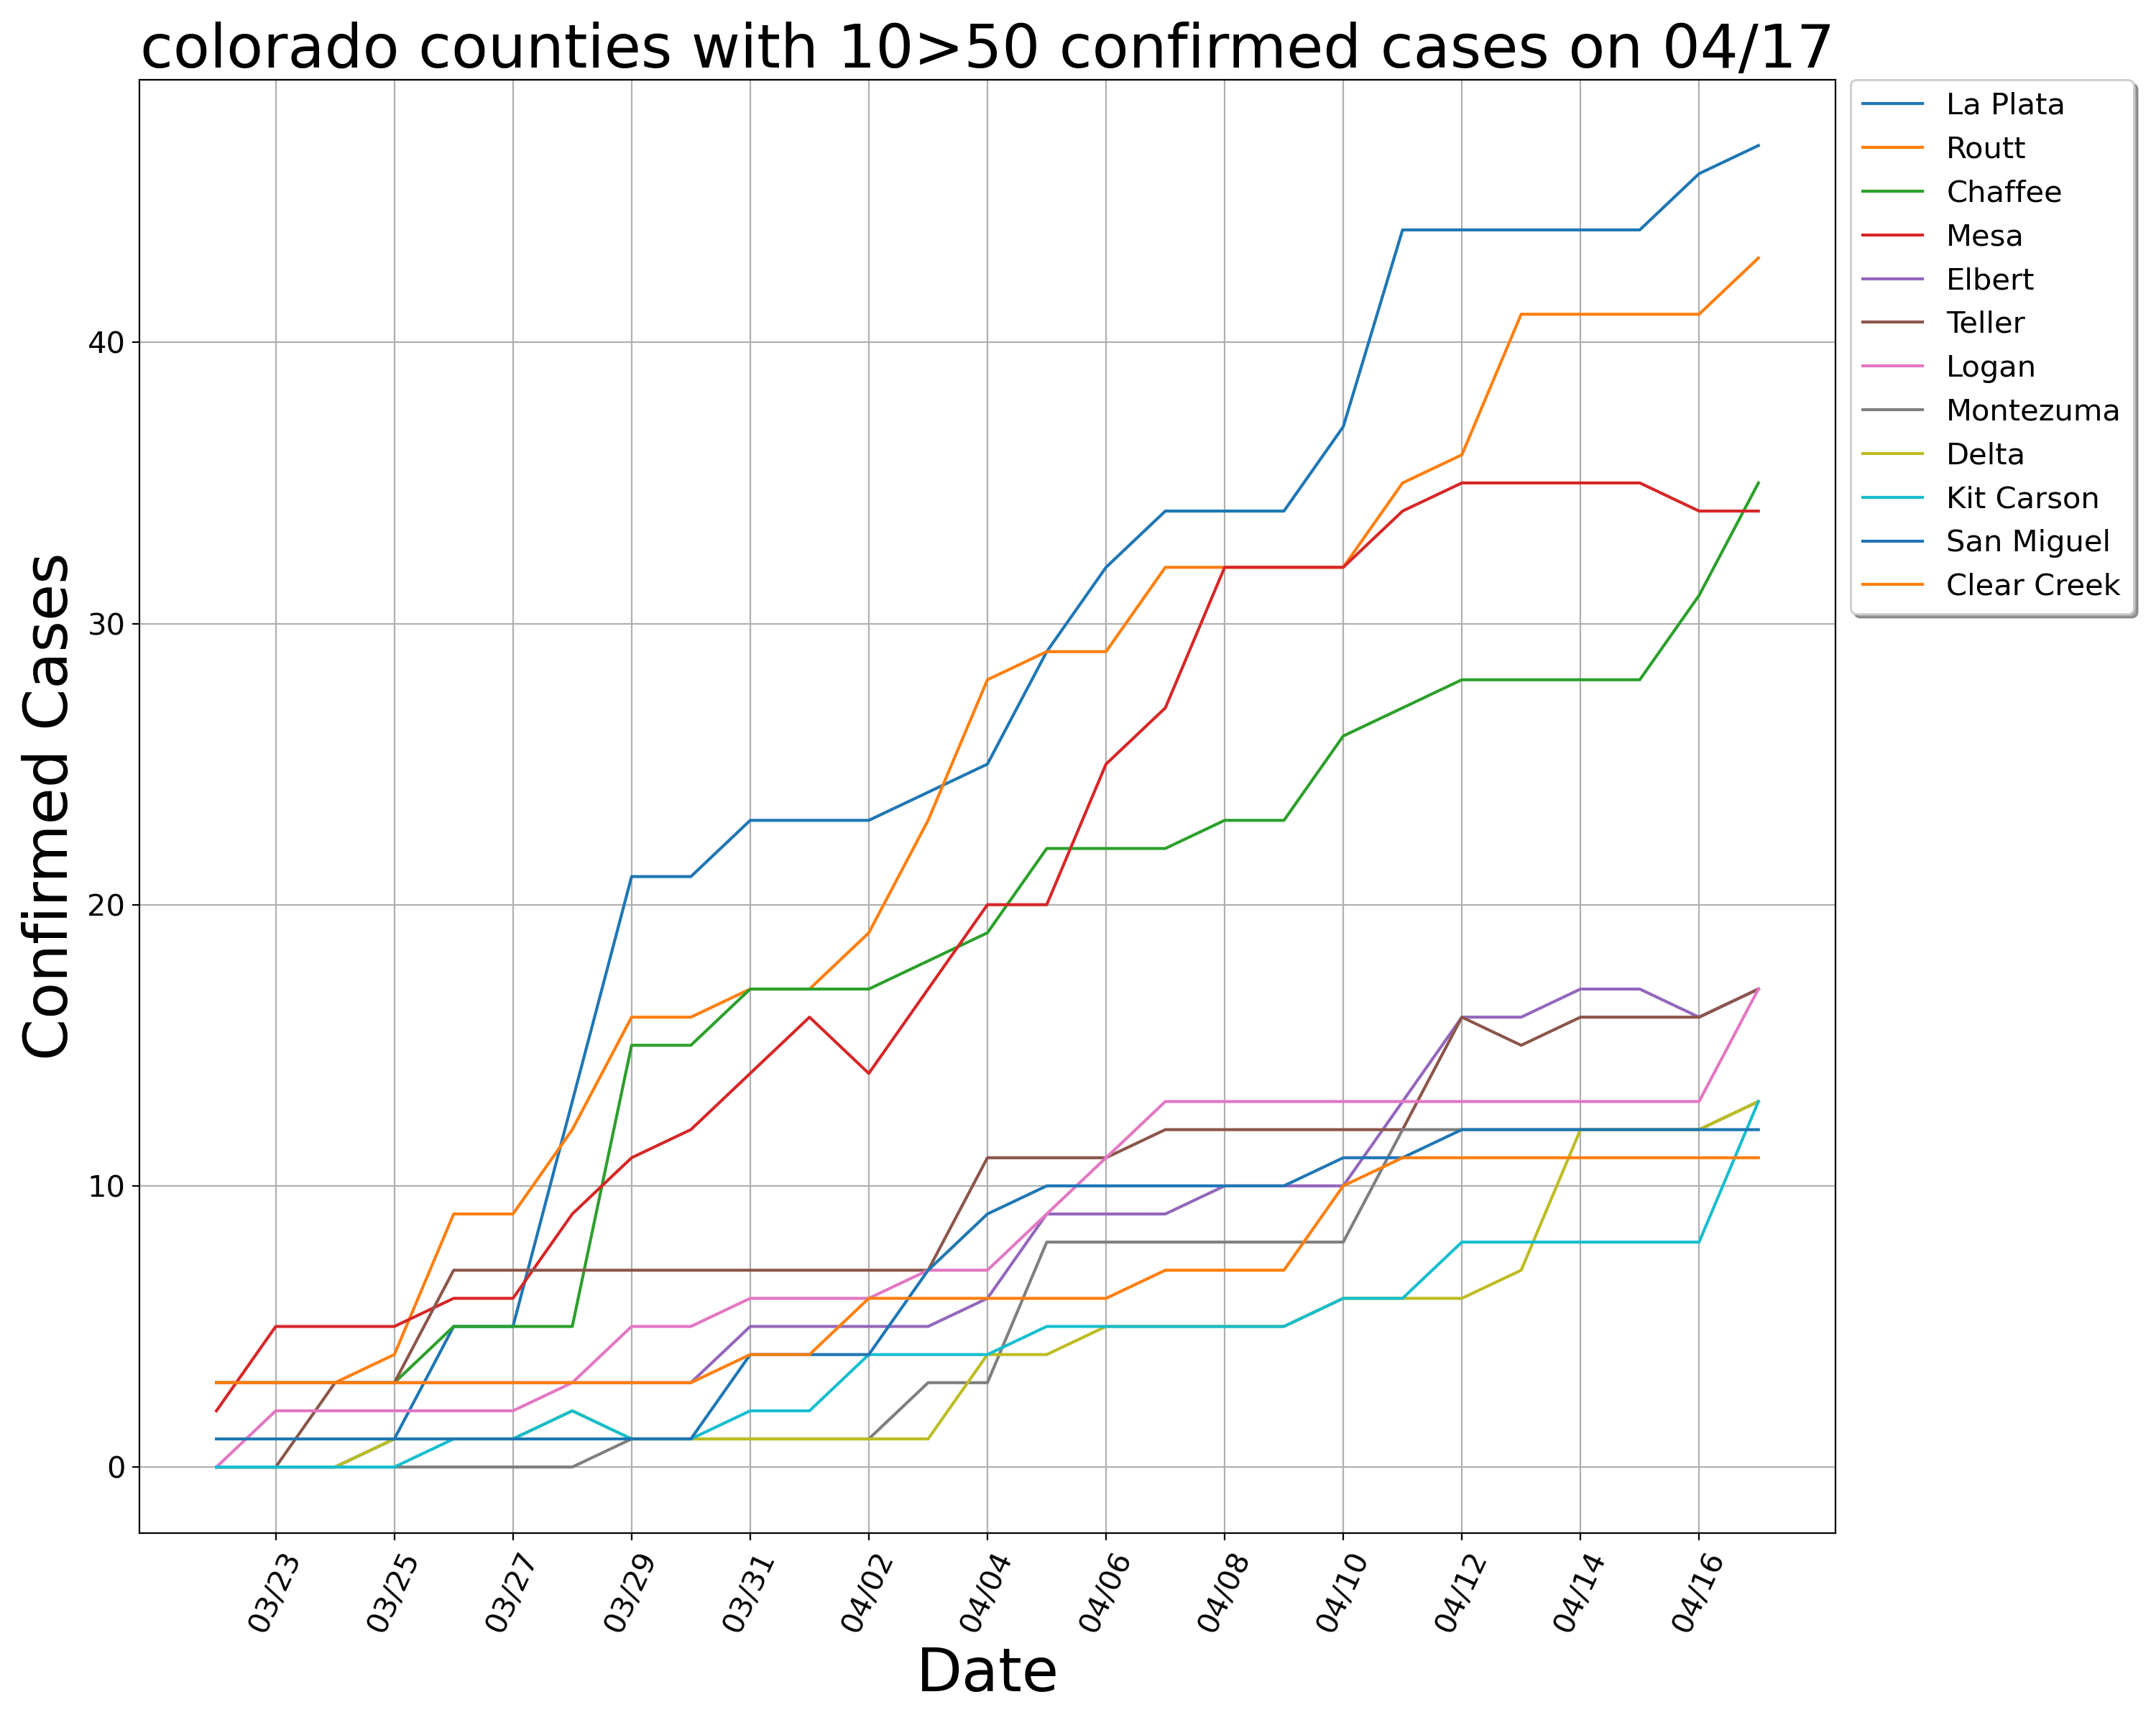 colorado counties with 10>50 confirmed cases on 04/17
La Plata
Routt
Chaffee
Mesa
Elbert
Teller
Logan
Montezuma
Delta
Kit Carson
San Miguel
Clear Creek
Confirmed Cases
40
30
20
10
0
03/23
03/25
03/27
03/29
03/31
04/02
04/04
04/06
04/08
04/10
04/12
04/14
04/16
Date